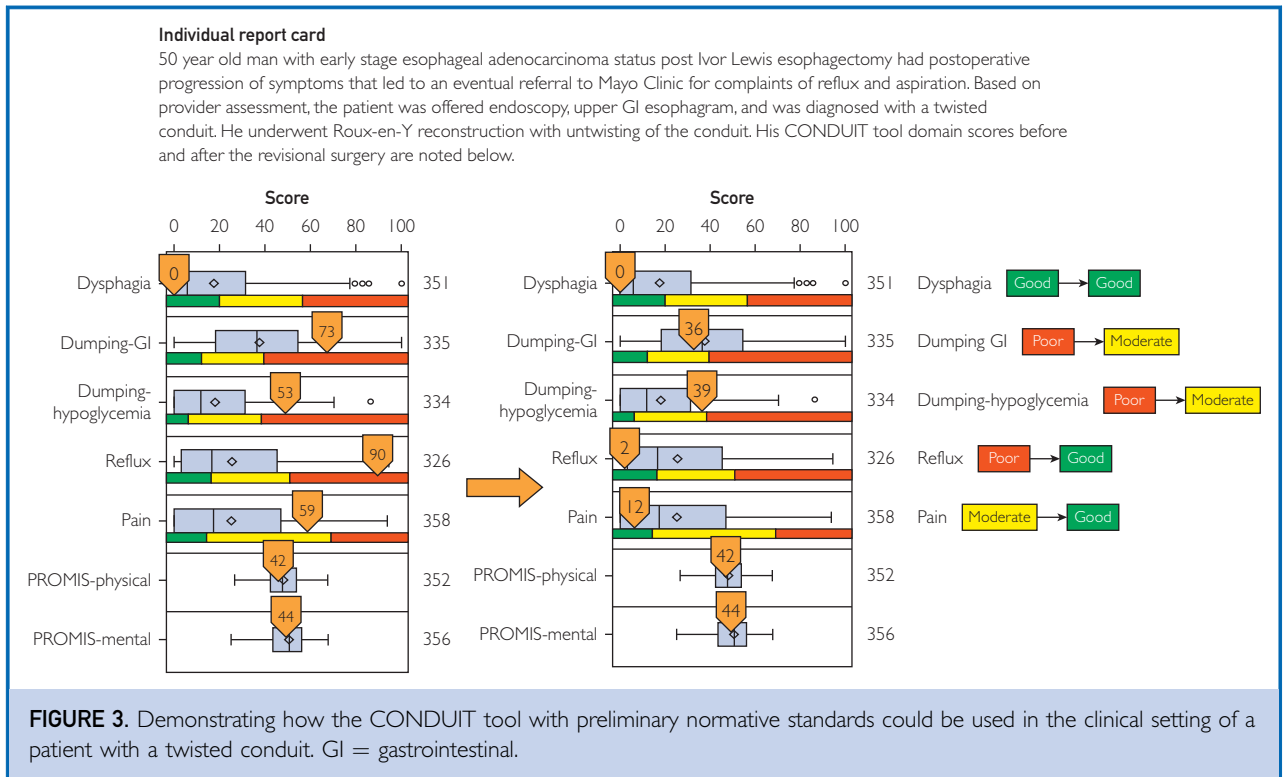 Individual report card
50 year old man with early stage esophageal adenocarcinoma status post Ivor Lewis esophagectomy had postoperative
progression of symptoms that led to an eventual referral to Mayo Clinic for complaints of reflux and aspiration. Based on
provider assessment, the patient was offered endoscopy, upper GI esophagram, and was diagnosed with a twisted
conduit. He underwent Roux-en-Y reconstruction with untwisting of the conduit. His CONDUIT tool domain scores before
and after the revisional surgery are noted below.
Score
0 20 40 60 80 100
Dysphagia 0 351
Dumping-GI 73 335
Dumping-
hypoglycemia 53 334
Reflux 90 326
Pain 59 358
PROMIS-physical 42 352
PROMIS-mental 44 356
Score
0 20 40 60 80 100
Dysphagia 0 351
Dumping-GI 36 335
Dumping-
hypoglycemia 39 334
Reflux 2 326
Pain 12 358
PROMIS-physical 42 352
PROMIS-mental 44 356
Dysphagia Good Good
Dumping GI Poor Moderate
Dumping-hypoglycemia Poor Moderate
Reflux Poor Good
Pain Moderate Good
FIGURE 3. Demonstrating how the CONDUIT tool with preliminary normative standards could be used in the clinical setting of a
patient with a twisted conduit. GI = gastrointestinal.